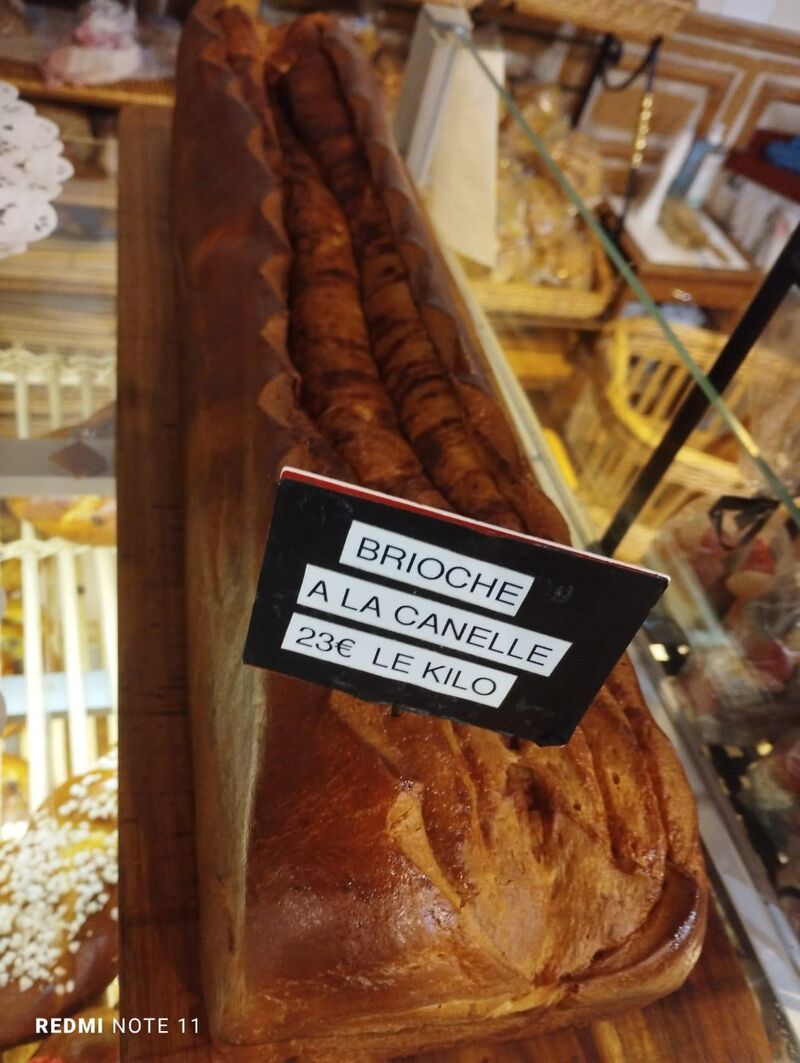 BRIOCHE
A LA CANELLE
23€ LE KILO
REDMI NOTE 11